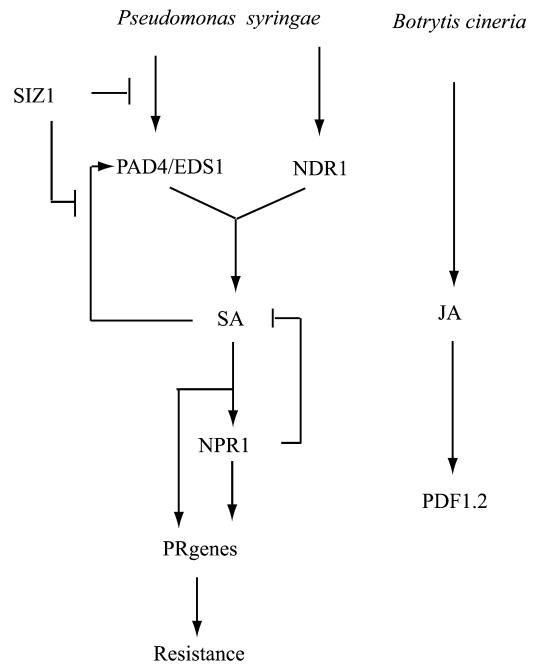 Pseudomonas syringae
Botrytis cineria
SIZ1
PAD4/EDS1
NDR1
SA
JA
NPR1
PDF1.2
PRgenes
Resistance